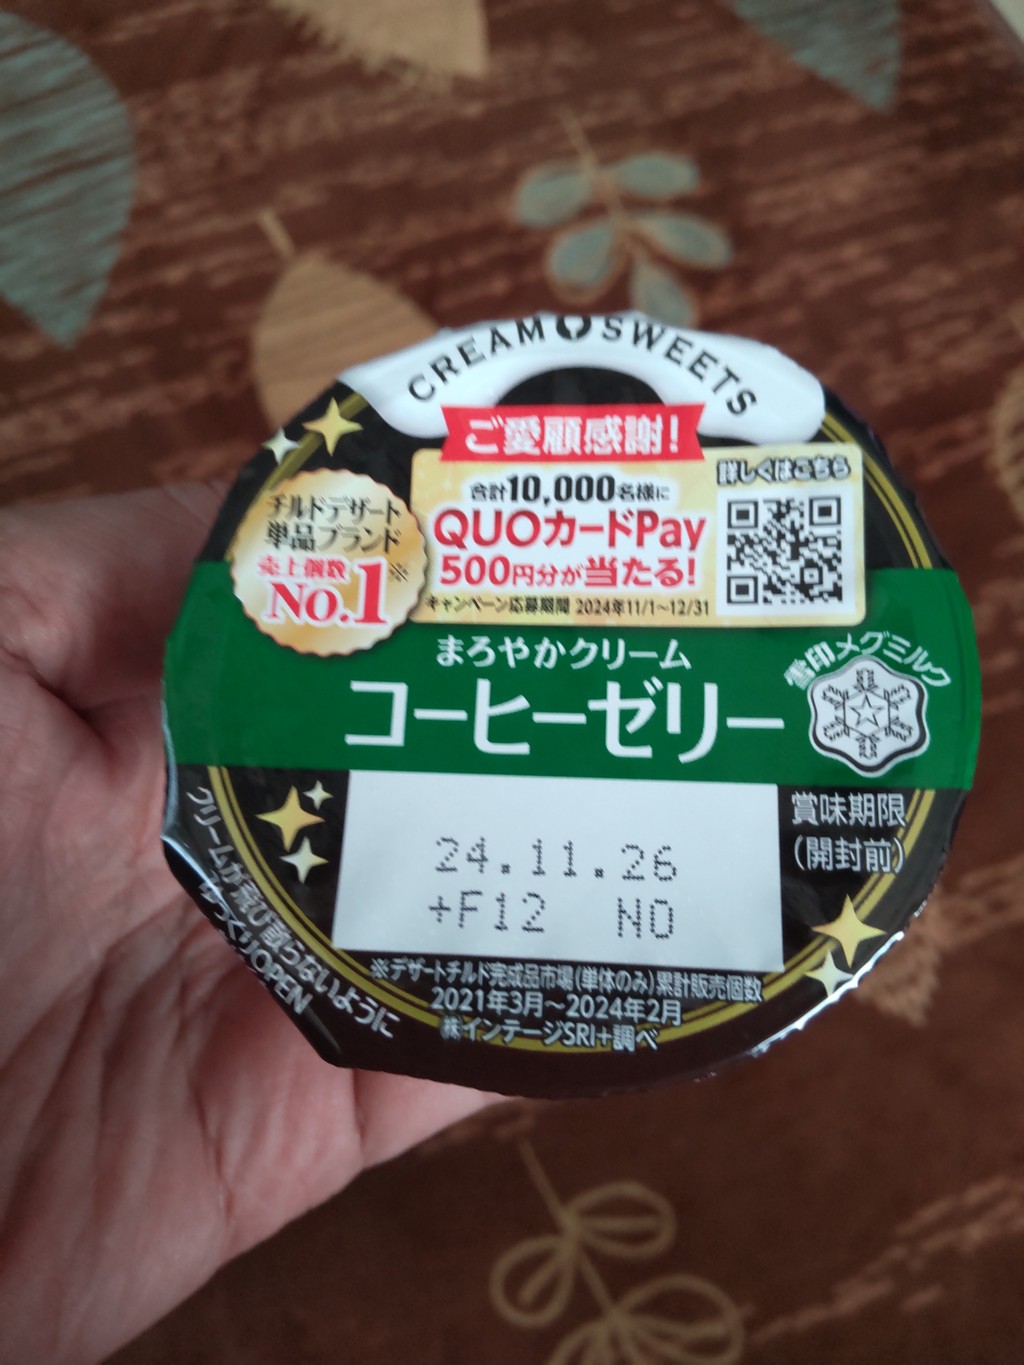 CREAM SWEETS
ご愛顧感謝!
合計10,000名様に
QUOカードPay
500円分が当たる!
キャンペーン応募期間 2024年11/1～12/31
詳しくはこちら
チルドデザート
単品ブランド
売上個数※
No.1
まろやかクリーム
コーヒーゼリー
雪印メグミルク
24.11.26
+F12 NO
賞味期限
(開封前)
※デザートチルド完成品市場(単体のみ)累計販売個数
2021年3月～2024年2月
㈱インテージSRI+調べ
クリームが飛び散らないように
ゆっくりOPEN